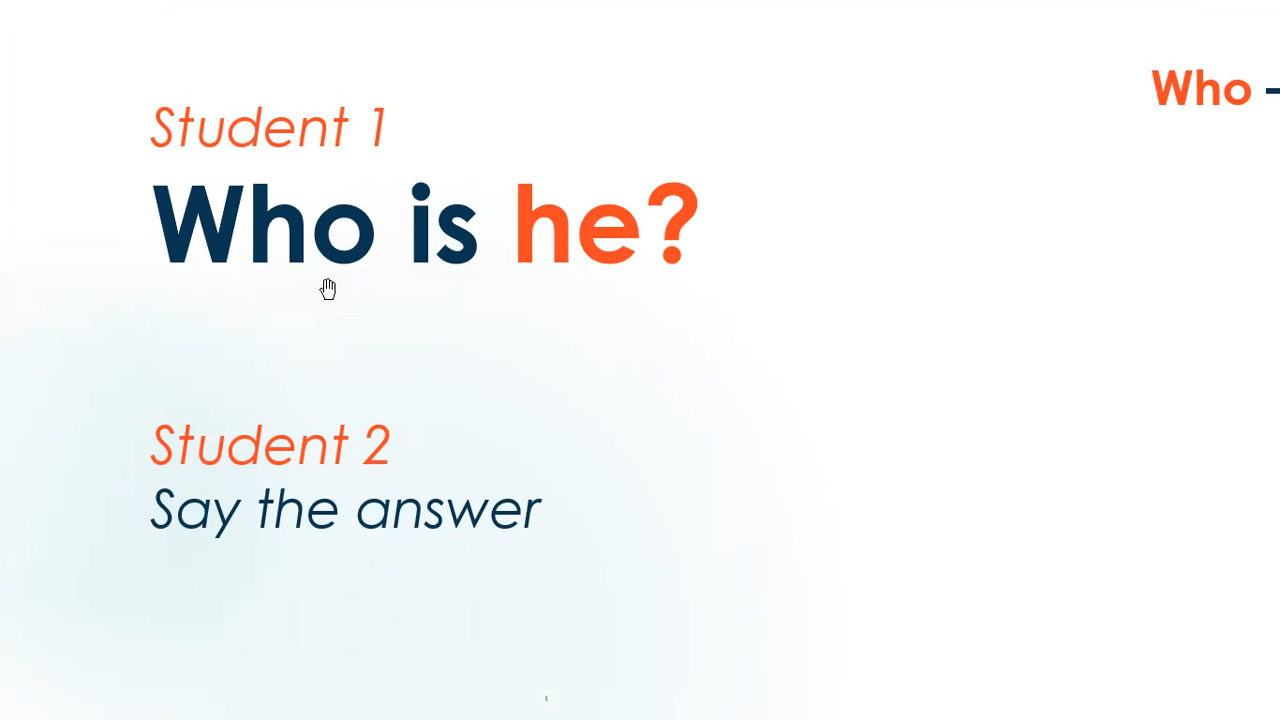 Who -
Student 1
Who is he?
Student 2
Say the answer